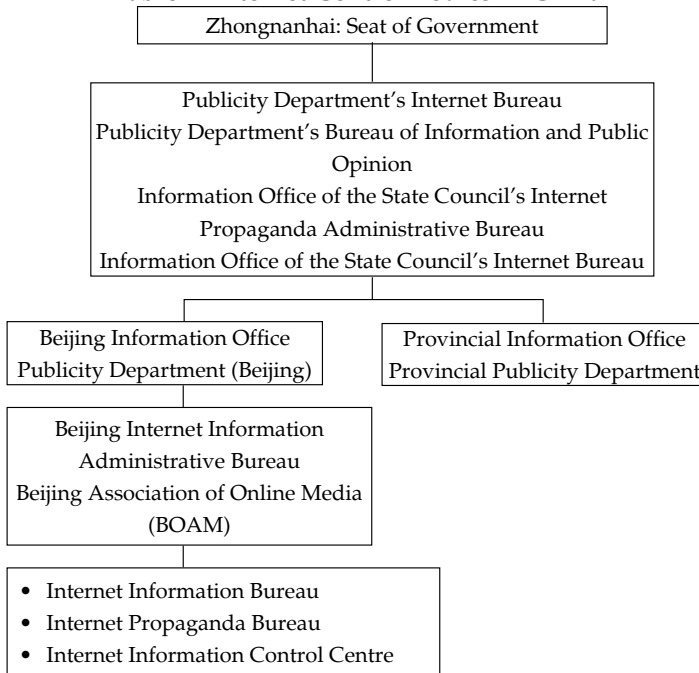 Zhongnanhai: Seat of Government
Publicity Department's Internet Bureau
Publicity Department's Bureau of Information and Public
Opinion
Information Office of the State Council's Internet
Propaganda Administrative Bureau
Information Office of the State Council's Internet Bureau
Beijing Information Office
Publicity Department (Beijing)
Provincial Information Office
Provincial Publicity Department
Beijing Internet Information
Administrative Bureau
Beijing Association of Online Media
(BOAM)
• Internet Information Bureau
• Internet Propaganda Bureau
• Internet Information Control Centre